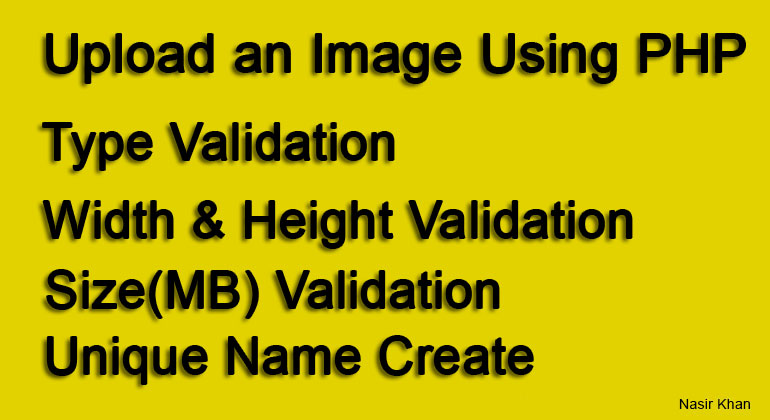 Upload an Image Using PHP
Type Validation
Width & Height Validation
Size(MB) Validation
Unique Name Create
Nasir Khan